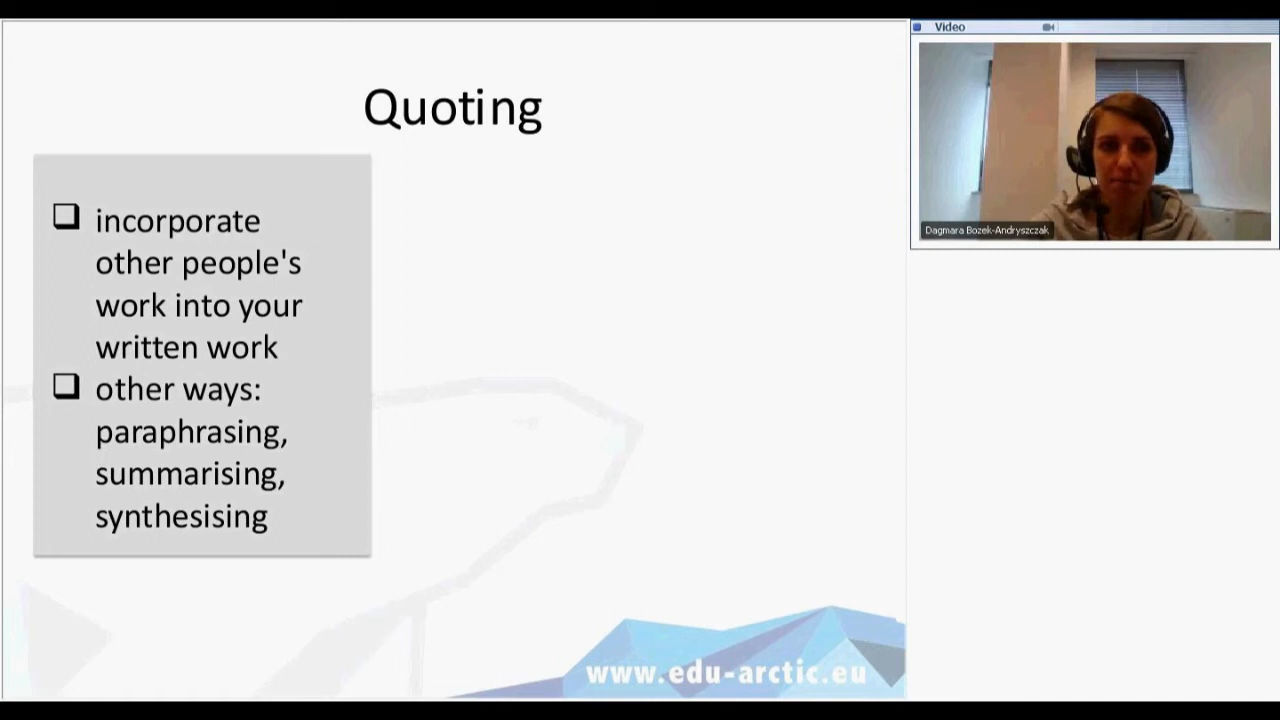 Quoting
incorporate
other people's
work into your
written work
other ways:
paraphrasing,
summarising,
synthesising
www.edu-arctic.eu
Video
Dagmara Bozek-Andryszczak